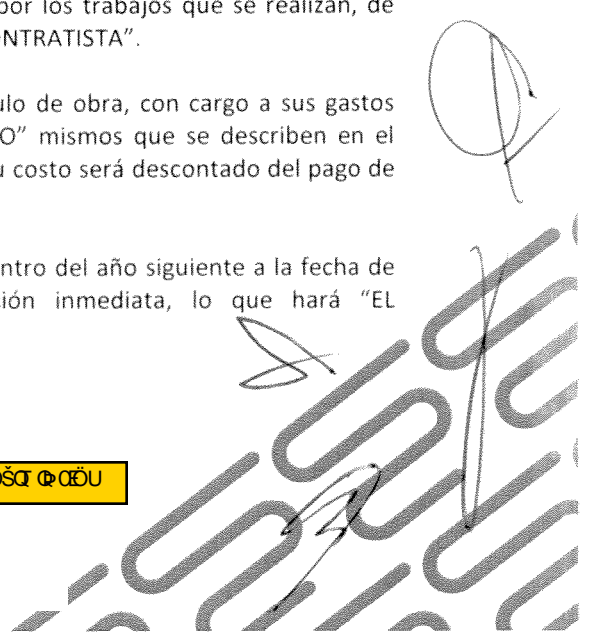 por los trabajos que se realizan, de
ONTRATISTA”.
ulo de obra, con cargo a sus gastos
O” mismos que se describen en el
u costo será descontado del pago de
ntro del año siguiente a la fecha de
ción inmediata, lo que hará “EL